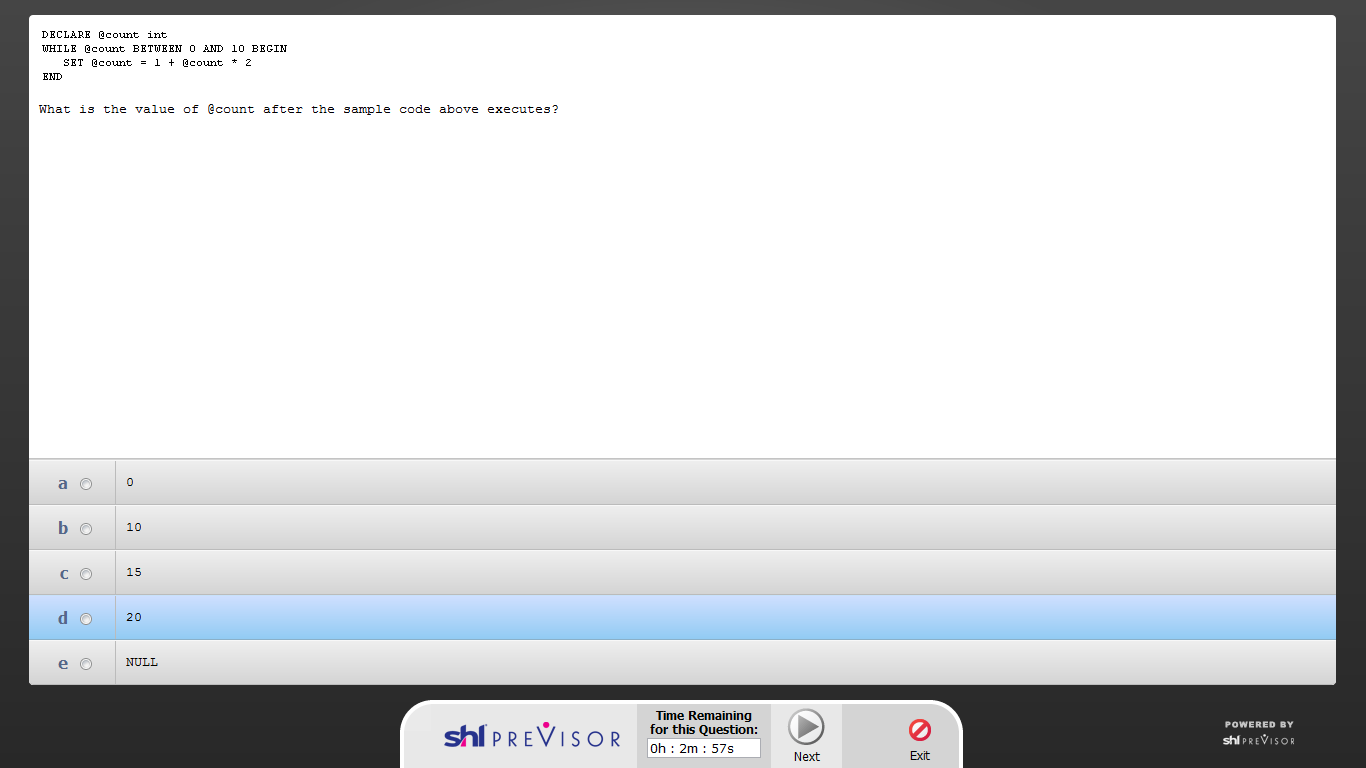 DECLARE @count int
WHILE @count BETWEEN 0 AND 10 BEGIN
   SET @count = 1 + @count * 2
END
What is the value of @count after the sample code above executes?
a 0
b 10
c 15
d 20
e NULL
shl PREVISOR
Time Remaining
for this Question:
0h : 2m : 57s
Next
Exit
POWERED BY
shl PREVISOR